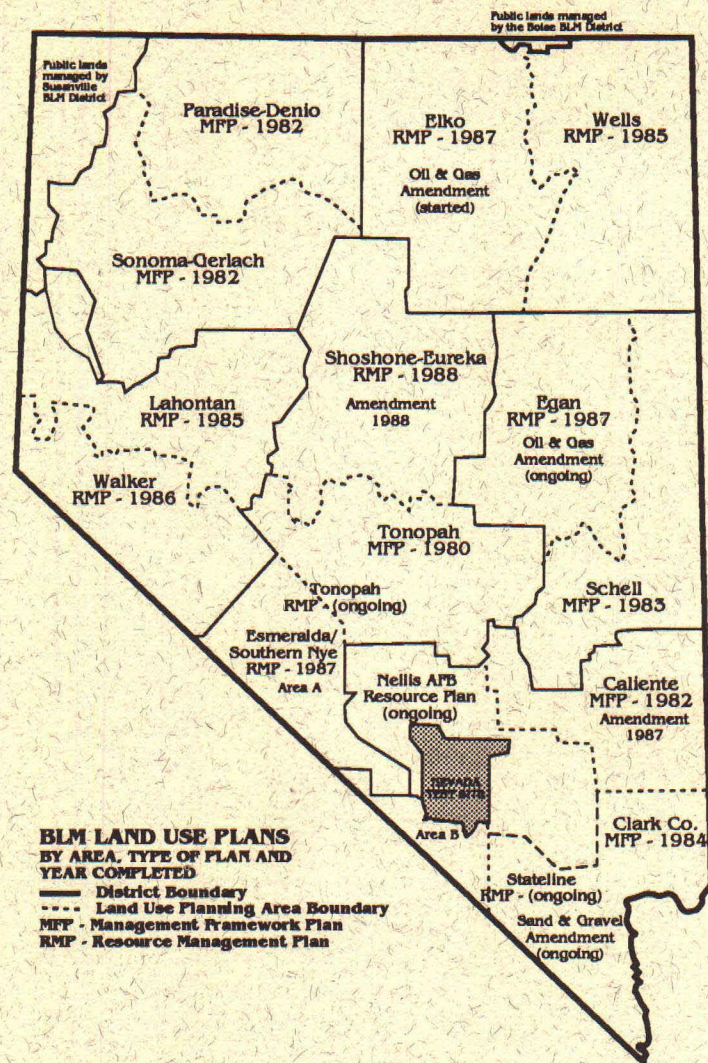 Public lands managed
by the Boise BLM District
Public lands
managed by
Susanville
BLM District
Paradise-Denio
MFP - 1982
Elko
RMP - 1987
Oil & Gas
Amendment
(started)
Wells
RMP - 1985
Sonoma-Gerlach
MFP - 1982
Shoshone-Eureka
RMP - 1988
Amendment
1988
Egan
RMP - 1987
Oil & Gas
Amendment
(ongoing)
Lahontan
RMP - 1985
Walker
RMP - 1986
Tonopah
MFP - 1980
Tonopah
RMP - (ongoing)
Schell
MFP - 1983
Esmeralda/
Southern Nye
RMP - 1987
Area A
Nellis AFB
Resource Plan
(ongoing)
Caliente
MFP - 1982
Amendment
1987
NEVADA
TEST SITE
Area B
Clark Co.
MFP - 1984
Stateline
RMP - (ongoing)
Sand & Gravel
Amendment
(ongoing)
BLM LAND USE PLANS
BY AREA, TYPE OF PLAN AND
YEAR COMPLETED
District Boundary
Land Use Planning Area Boundary
MFP - Management Framework Plan
RMP - Resource Management Plan